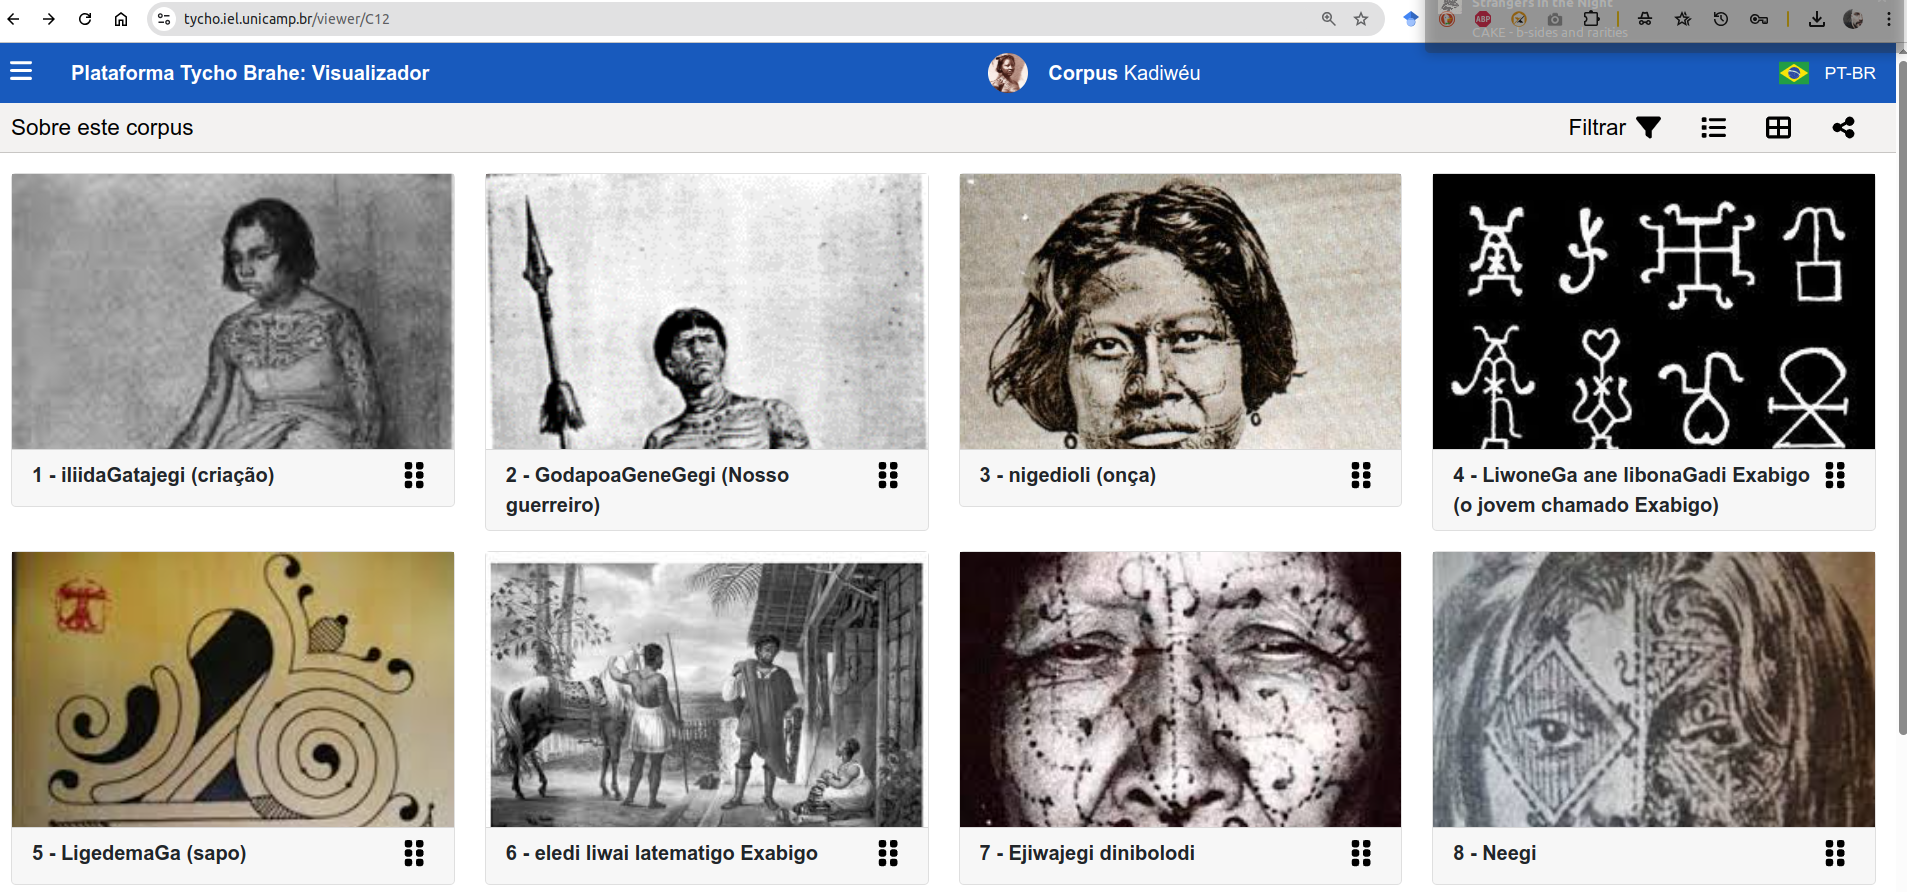 Strangers in the Night
tycho.iel.unicamp.br/viewer/C12
ABP
CAKE - b-sides and rarities
Plataforma Tycho Brahe: Visualizador
Corpus Kadiwéu
PT-BR
Sobre este corpus
Filtrar
1 - iliidaGatajegi (criação)
2 - GodapoaGeneGegi (Nosso
guerreiro)
3 - nigedioli (onça)
4 - LiwoneGa ane libonaGadi Exabigo
(o jovem chamado Exabigo)
5 - LigedemaGa (sapo)
6 - eledi liwai latematigo Exabigo
7 - Ejiwajegi dinibolodi
8 - Neegi